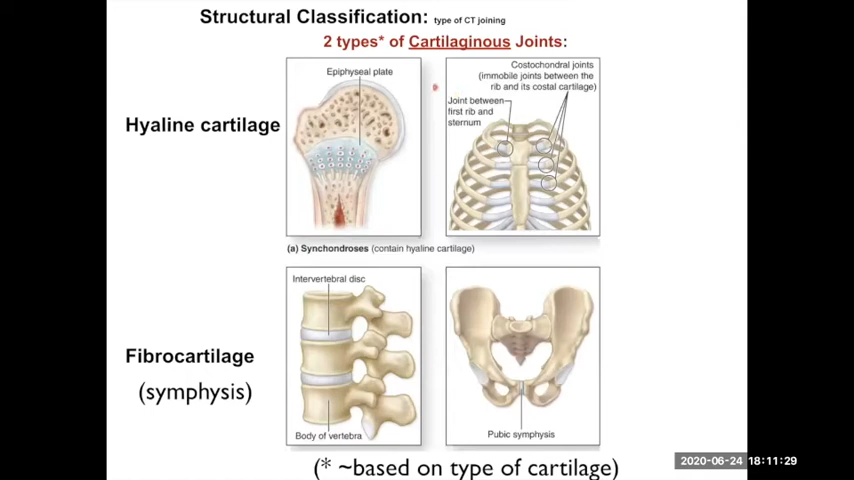 Structural Classification: type of CT joining
2 types* of Cartilaginous Joints:
Hyaline cartilage
Epiphyseal plate
Costochondral joints
(immobile joints between the
rib and its costal cartilage)
Joint between
first rib and
sternum
(a) Synchondroses (contain hyaline cartilage)
Fibrocartilage
(symphysis)
Intervertebral disc
Body of vertebra
Pubic symphysis
(* ~based on type of cartilage)
2020-06-24 18:11:29